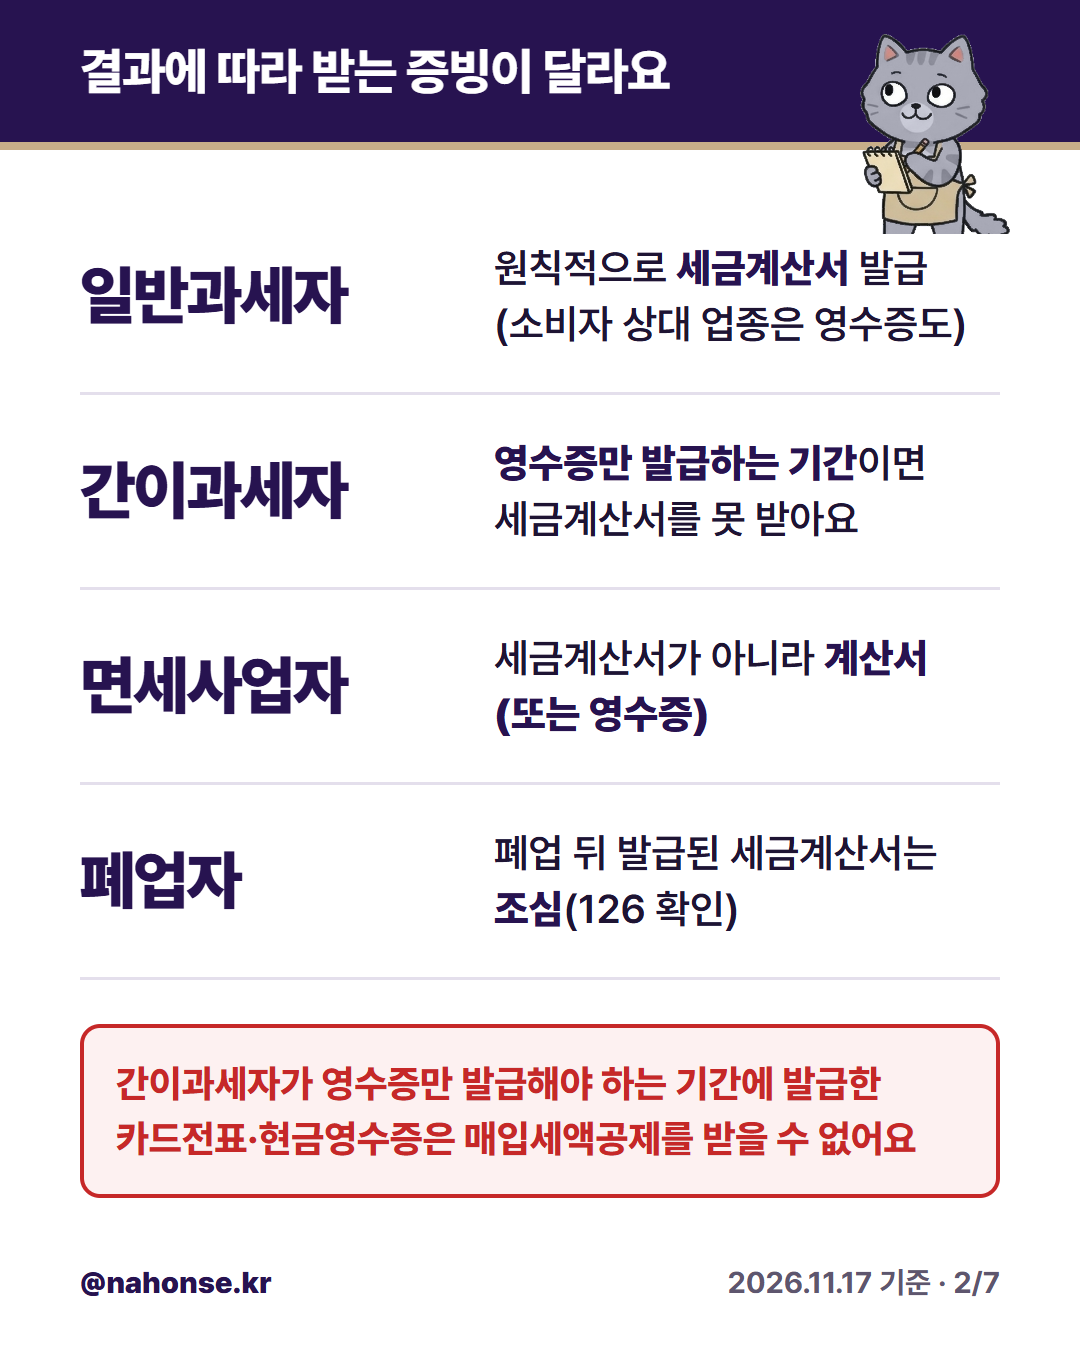 결과에 따라 받는 증빙이 달라요
일반과세자
원칙적으로 세금계산서 발급
(소비자 상대 업종은 영수증도)
간이과세자
영수증만 발급하는 기간이면
세금계산서를 못 받아요
면세사업자
세금계산서가 아니라 계산서
(또는 영수증)
폐업자
폐업 뒤 발급된 세금계산서는
조심(126 확인)
간이과세자가 영수증만 발급해야 하는 기간에 발급한
카드전표·현금영수증은 매입세액공제를 받을 수 없어요
@nahonse.kr
2026.11.17 기준 · 2/7